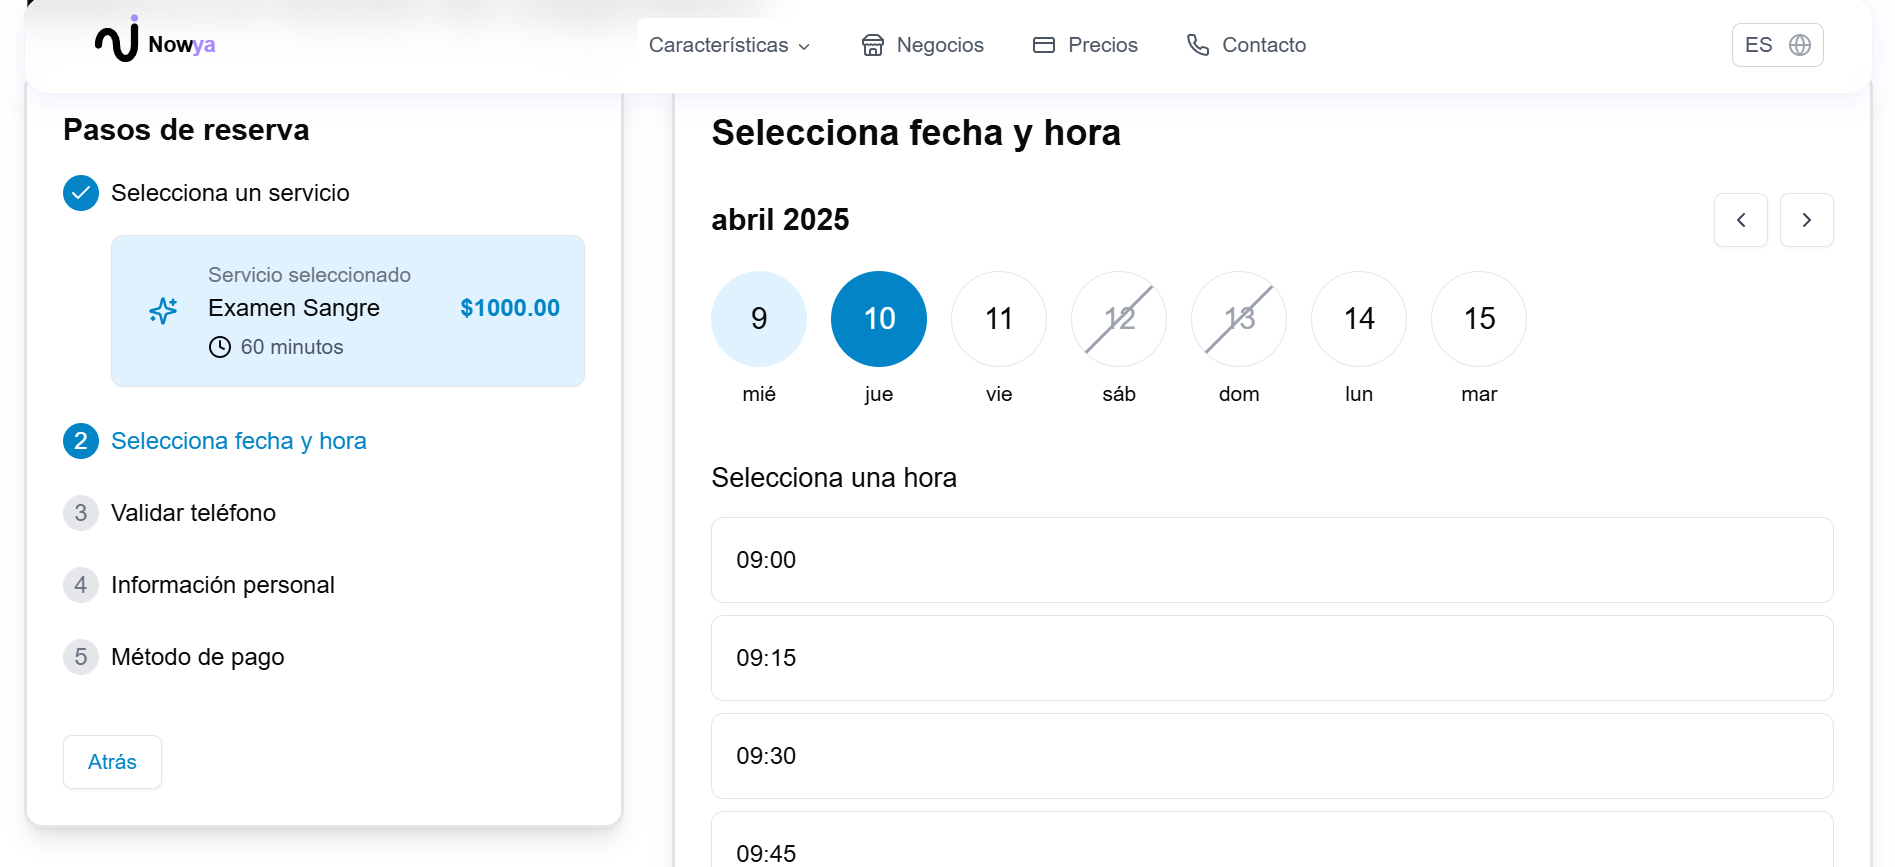 Nowya
Características
Negocios
Precios
Contacto
ES
Pasos de reserva
Selecciona un servicio
Servicio seleccionado
Examen Sangre
$1000.00
60 minutos
2 Selecciona fecha y hora
3 Validar teléfono
4 Información personal
5 Método de pago
Atrás
Selecciona fecha y hora
abril 2025
9 10 11 12 13 14 15
mié jue vie sáb dom lun mar
Selecciona una hora
09:00
09:15
09:30
09:45